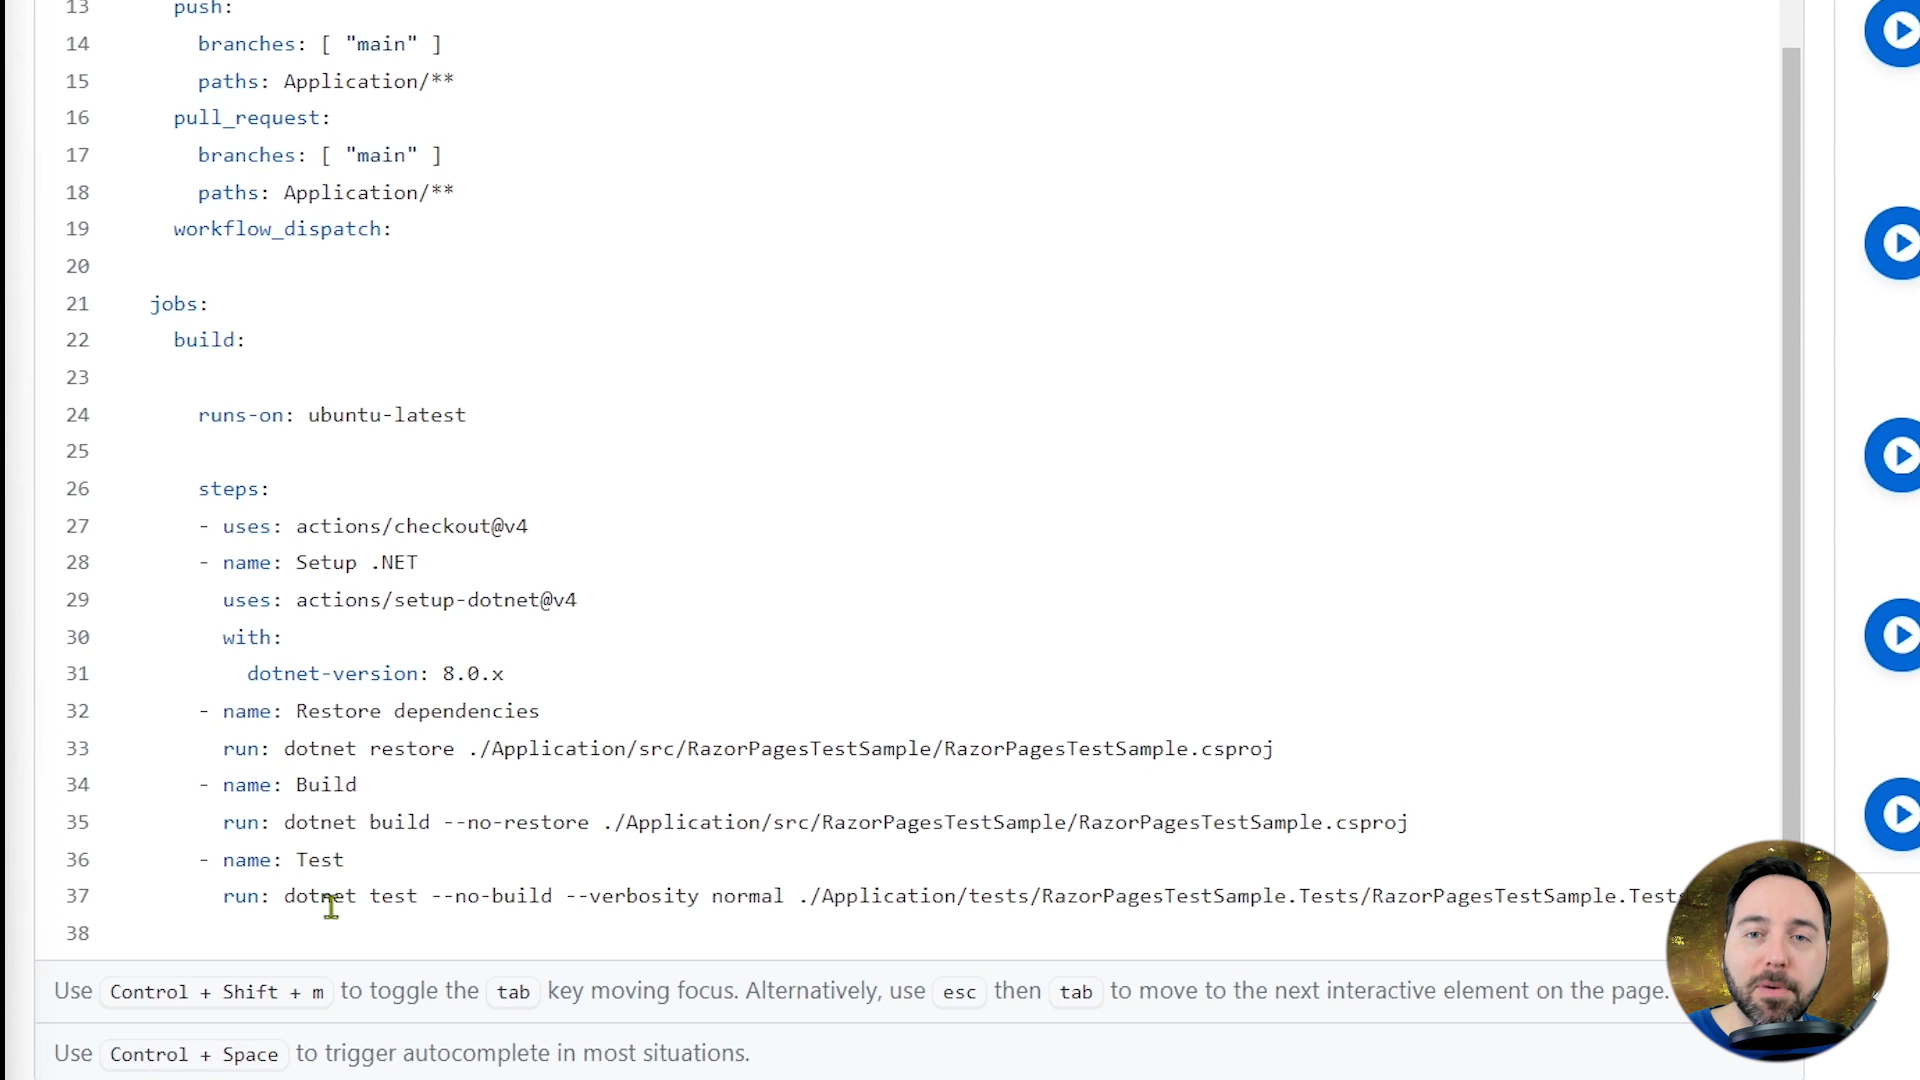 13 push:
14 branches: [ "main" ]
15 paths: Application/**
16 pull_request:
17 branches: [ "main" ]
18 paths: Application/**
19 workflow_dispatch:
20
21 jobs:
22 build:
23
24 runs-on: ubuntu-latest
25
26 steps:
27 - uses: actions/checkout@v4
28 - name: Setup .NET
29 uses: actions/setup-dotnet@v4
30 with:
31 dotnet-version: 8.0.x
32 - name: Restore dependencies
33 run: dotnet restore ./Application/src/RazorPagesTestSample/RazorPagesTestSample.csproj
34 - name: Build
35 run: dotnet build --no-restore ./Application/src/RazorPagesTestSample/RazorPagesTestSample.csproj
36 - name: Test
37 run: dotnet test --no-build --verbosity normal ./Application/tests/RazorPagesTestSample.Tests/RazorPagesTestSample.Tests
38
Use Control + Shift + m to toggle the tab key moving focus. Alternatively, use esc then tab to move to the next interactive element on the page.
Use Control + Space to trigger autocomplete in most situations.